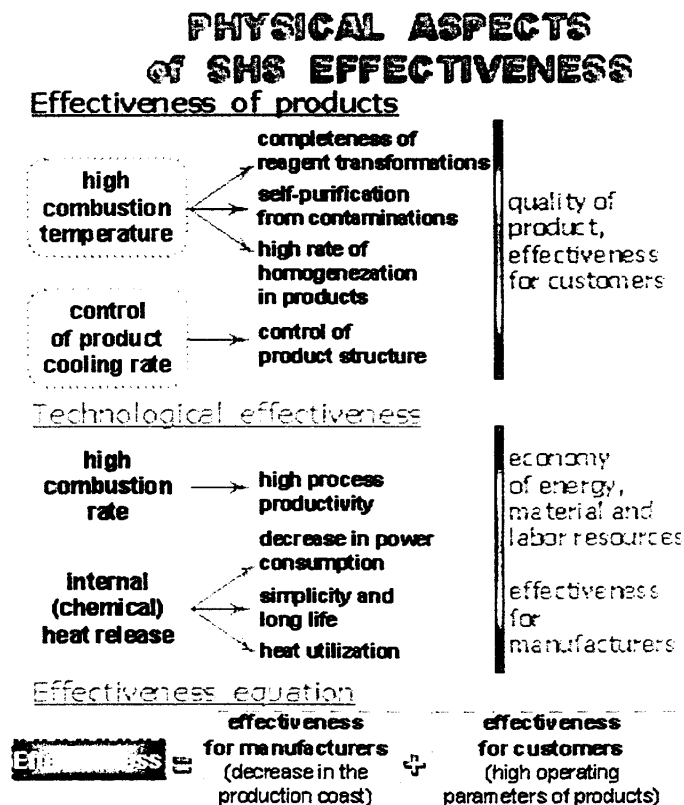 PHYSICAL ASPECTS
of SHS EFFECTIVENESS
Effectiveness of products
high
combustion
temperature
completeness of
reagent transformations
self-purification
from contaminations
high rate of
homogenezation
in products
control
of product
cooling rate
control of
product structure
quality of
product,
effectiveness
for customers
Technological effectiveness
high
combustion
rate
high process
productivity
internal
(chemical)
heat release
decrease in power
consumption
simplicity and
long life
heat utilization
economy
of energy,
material and
labor resources
effectiveness
for
manufacturers
Effectiveness equation
Effectiveness =
effectiveness
for manufacturers
(decrease in the
production coast)
+
effectiveness
for customers
(high operating
parameters of products)